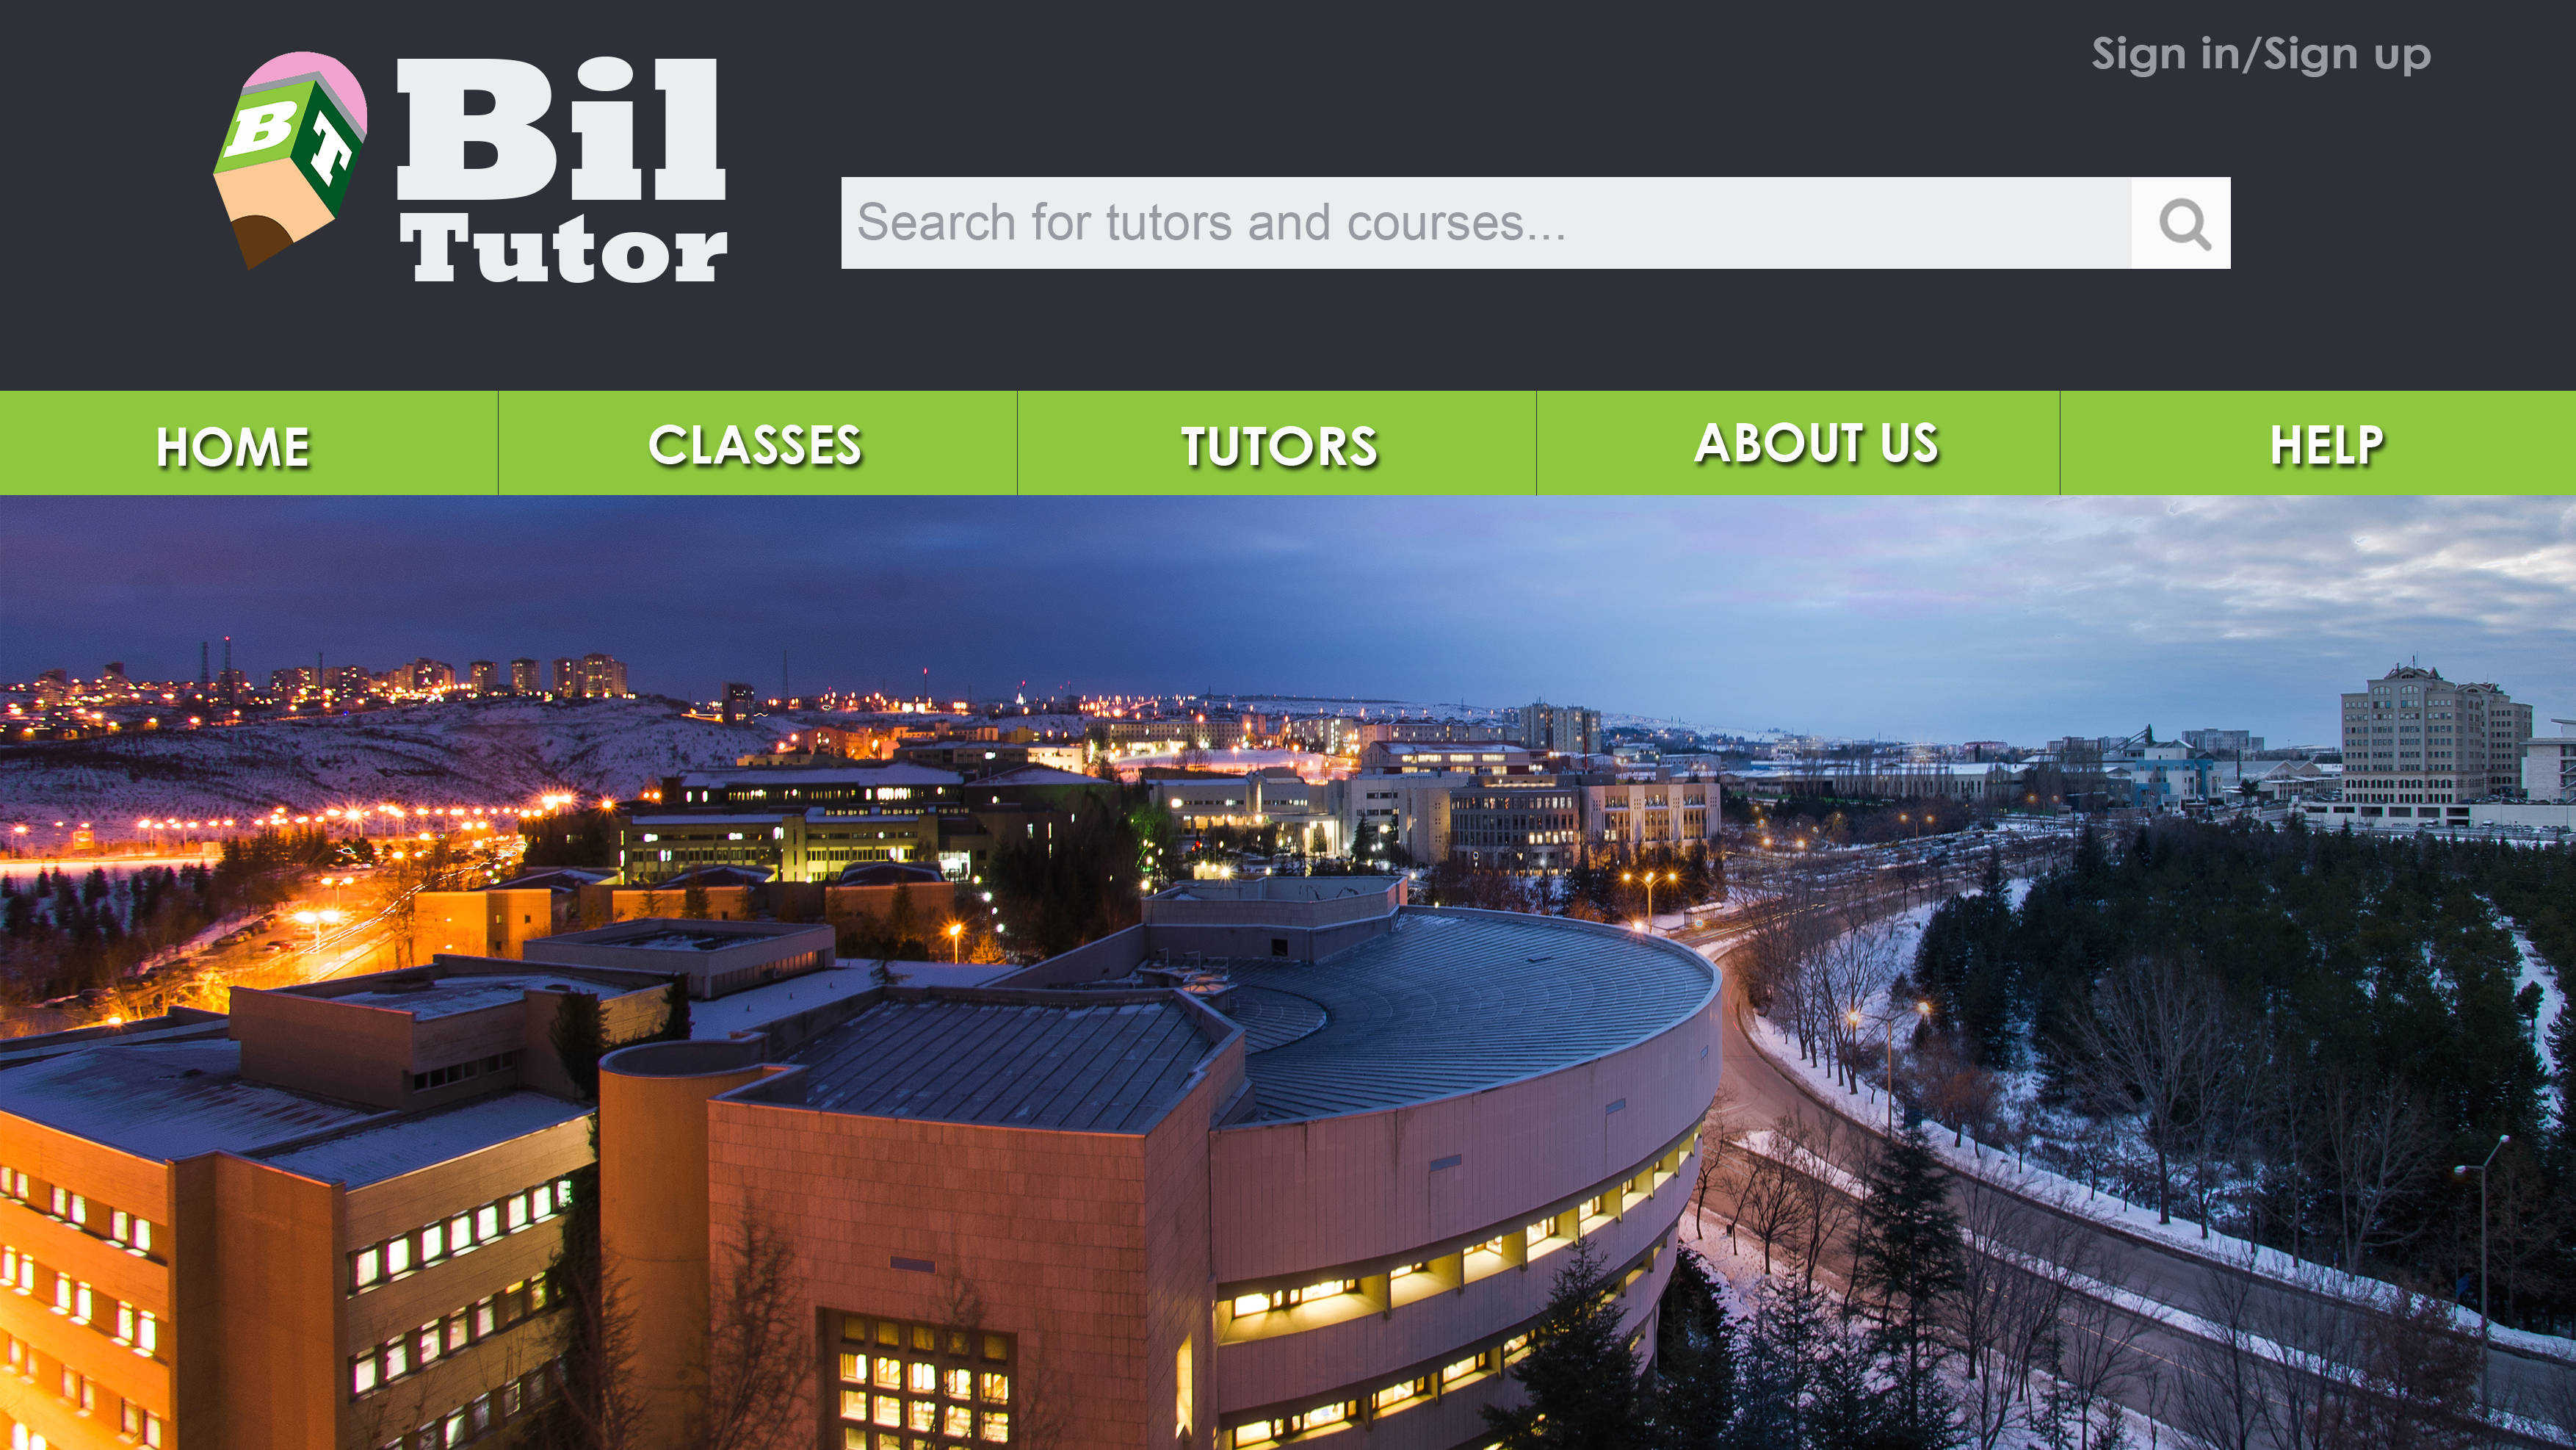 Sign in/Sign up
BT
Bil
Tutor
Search for tutors and courses...
HOME
CLASSES
TUTORS
ABOUT US
HELP